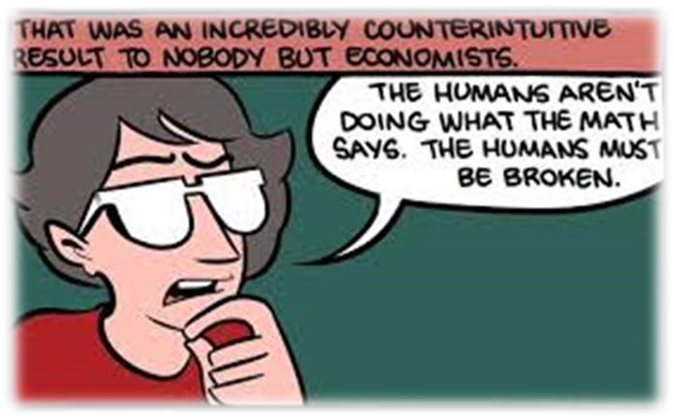 THAT WAS AN INCREDIBLY COUNTERINTUITIVE
RESULT TO NOBODY BUT ECONOMISTS.
THE HUMANS AREN'T
DOING WHAT THE MATH
SAYS. THE HUMANS MUST
BE BROKEN.